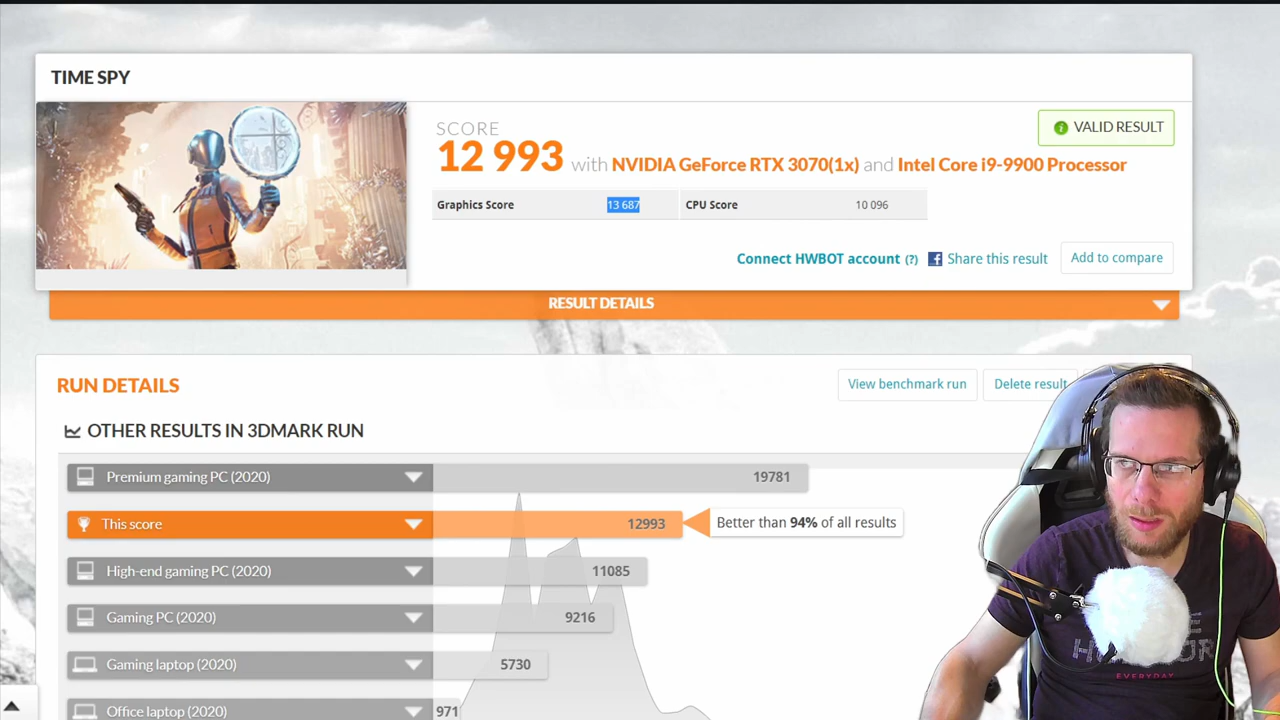 TIME SPY
SCORE
VALID RESULT
12 993 with NVIDIA GeForce RTX 3070(1x) and Intel Core i9-9900 Processor
Graphics Score 13 687 CPU Score 10 096
Connect HWBOT account (?) Share this result Add to compare
RESULT DETAILS
RUN DETAILS
View benchmark run Delete result
OTHER RESULTS IN 3DMARK RUN
Premium gaming PC (2020) 19781
This score 12993 Better than 94% of all results
High-end gaming PC (2020) 11085
Gaming PC (2020) 9216
Gaming laptop (2020) 5730
Office laptop (2020) 971
EVERYDAY